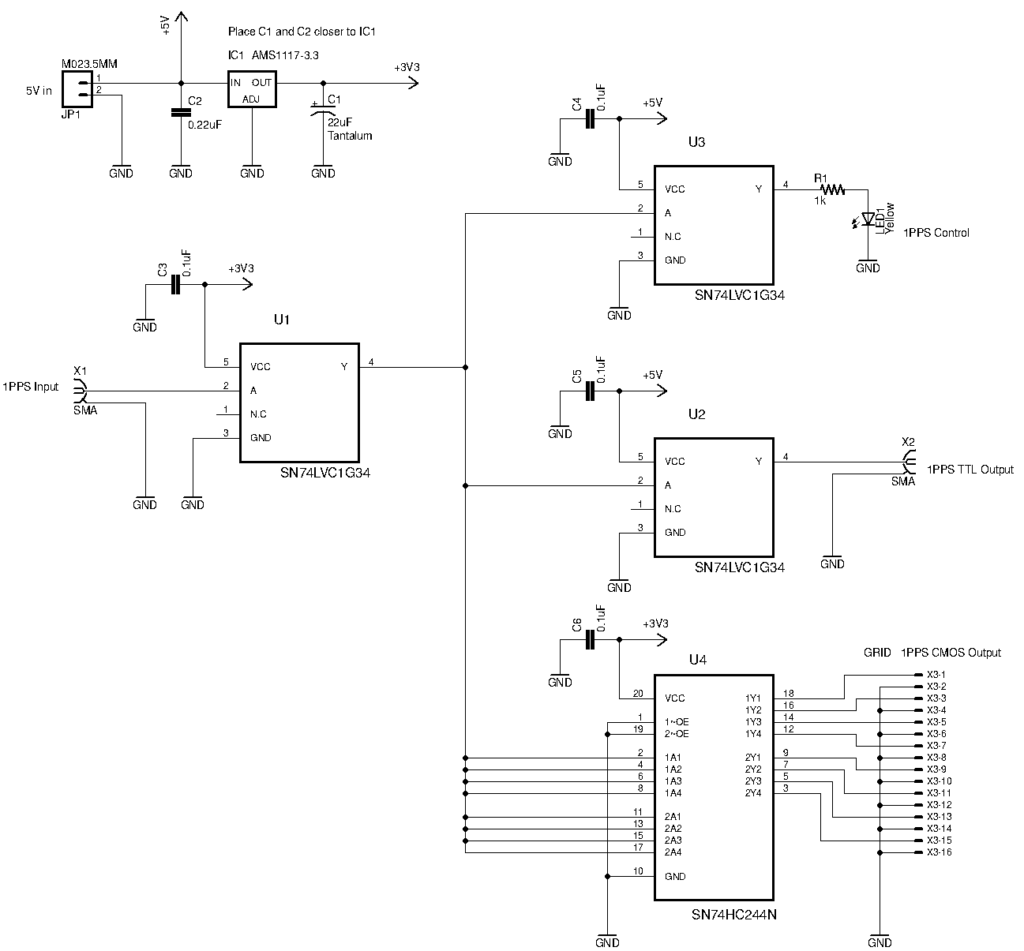 +5V
Place C1 and C2 closer to IC1
IC1 AMS1117-3.3
M023.5MM
5V in
1
2
JP1
IN OUT
ADJ
+3V3
C2
0.22uF
C1
+
22uF
Tantalum
GND
GND
GND
GND
C4
0.1uF
+5V
GND
U3
5 VCC
2 A
1 N.C
3 GND
Y 4
SN74LVC1G34
GND
R1
1k
LED1
Yellow
GND
1PPS Control
C3
0.1uF
+3V3
GND
U1
5 VCC
2 A
1 N.C
3 GND
Y 4
SN74LVC1G34
1PPS Input
X1
SMA
GND
GND
C5
0.1uF
+5V
GND
U2
5 VCC
2 A
1 N.C
3 GND
Y 4
SN74LVC1G34
GND
X2
SMA
1PPS TTL Output
GND
C6
0.1uF
+3V3
GND
U4
20 VCC
1 1~OE
19 2~OE
2 1A1
4 1A2
6 1A3
8 1A4
11 2A1
13 2A2
15 2A3
17 2A4
10 GND
1Y1 18
1Y2 16
1Y3 14
1Y4 12
2Y1 9
2Y2 7
2Y3 5
2Y4 3
SN74HC244N
GND
GRID 1PPS CMOS Output
X3-1
X3-2
X3-3
X3-4
X3-5
X3-6
X3-7
X3-8
X3-9
X3-10
X3-11
X3-12
X3-13
X3-14
X3-15
X3-16
GND